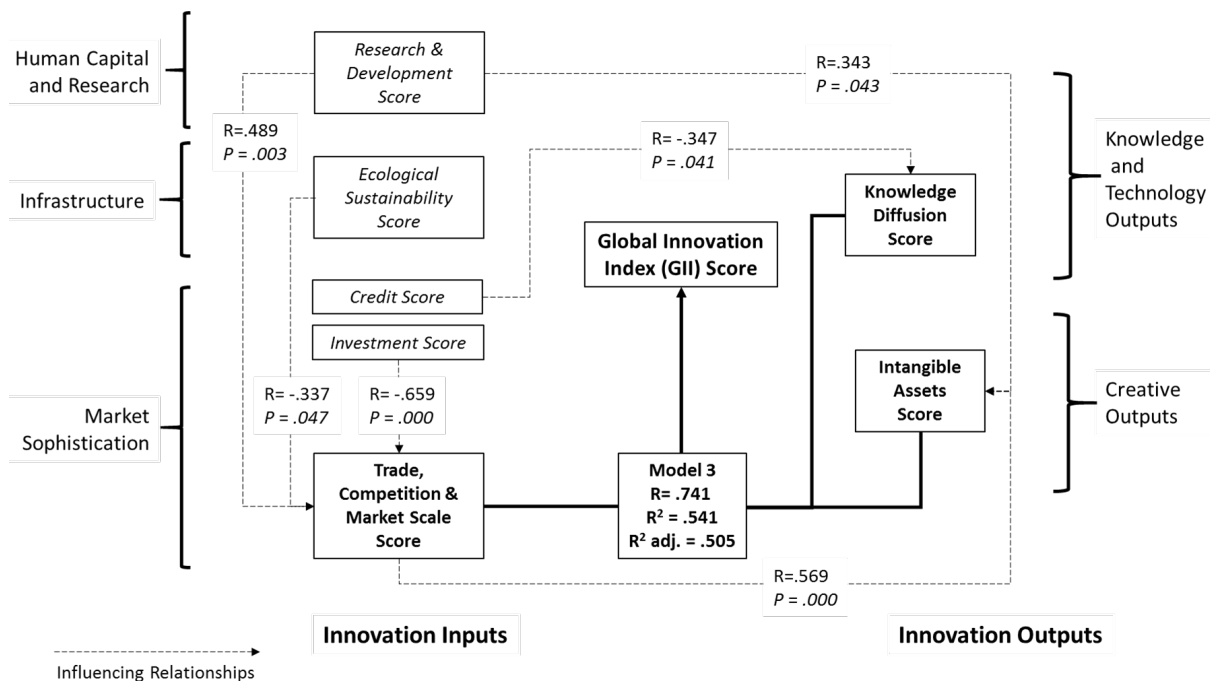 Human Capital
and Research
Infrastructure
Market
Sophistication
Research &
Development
Score
R=.489
P = .003
Ecological
Sustainability
Score
Credit Score
Investment Score
R= -.337
P = .047
R= -.659
P = .000
Trade,
Competition &
Market Scale
Score
R=.343
P = .043
R= -.347
P = .041
Global Innovation
Index (GII) Score
Model 3
R= .741
R² = .541
R² adj. = .505
Knowledge
Diffusion
Score
Intangible
Assets
Score
R=.569
P = .000
Knowledge
and
Technology
Outputs
Creative
Outputs
Innovation Inputs
Innovation Outputs
Influencing Relationships